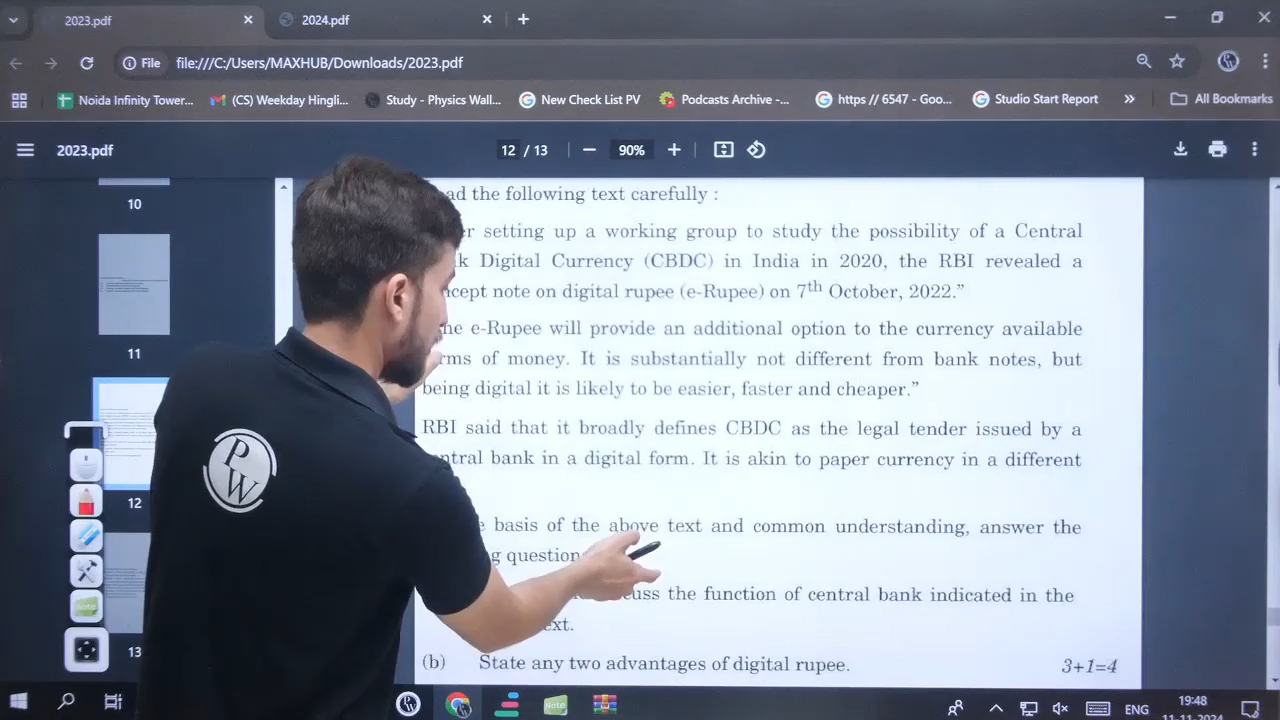 2023.pdf
2024.pdf
File file:///C:/Users/MAXHUB/Downloads/2023.pdf
Noida Infinity Tower...
(CS) Weekday Hingli...
Study - Physics Wall...
New Check List PV
Podcasts Archive -...
https // 6547 - Goo...
Studio Start Report
All Bookmarks
2023.pdf
12 / 13
90%
10
11
12
13
the following text carefully :
setting up a working group to study the possibility of a Central
Digital Currency (CBDC) in India in 2020, the RBI revealed a
note on digital rupee (e-Rupee) on 7th October, 2022.”
e-Rupee will provide an additional option to the currency available
of money. It is substantially not different from bank notes, but
being digital it is likely to be easier, faster and cheaper.”
RBI said that it broadly defines CBDC as the legal tender issued by a
bank in a digital form. It is akin to paper currency in a different
basis of the above text and common understanding, answer the
the function of central bank indicated in the
(b) State any two advantages of digital rupee. 3+1=4
PW
Note
Note
ENG
19:48
11-11-2024